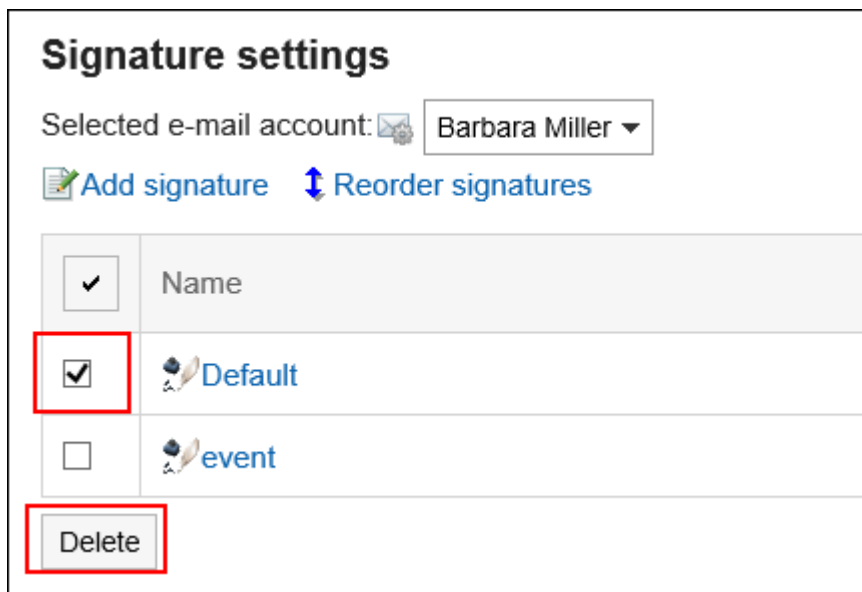 Signature settings
Selected e-mail account: Barbara Miller
Add signature Reorder signatures
Name
Default
event
Delete